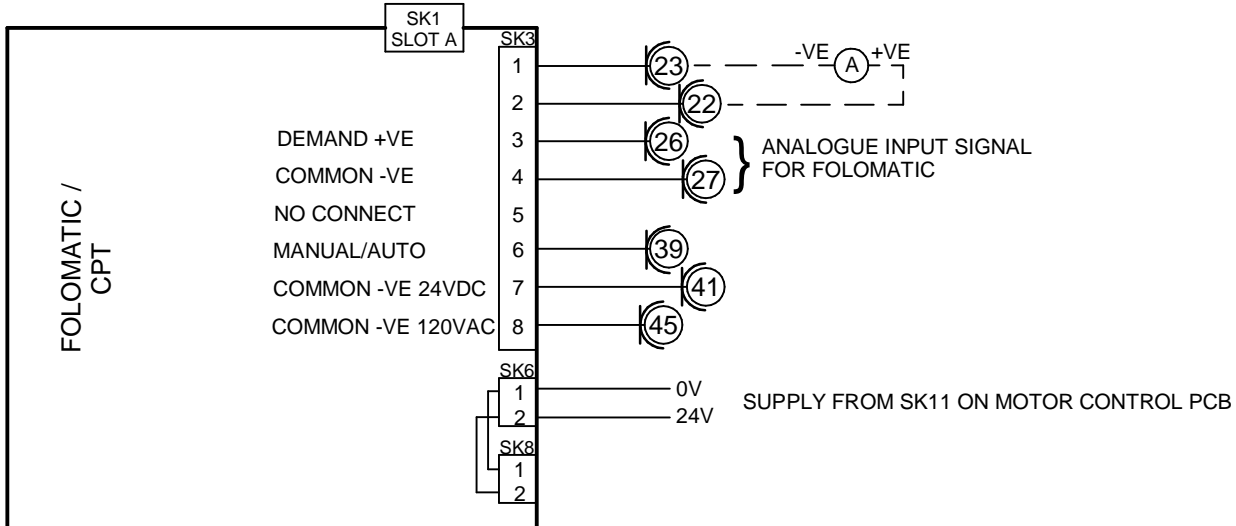 SK1
SLOT A
SK3
1
23
-VE
A
+VE
2
22
DEMAND +VE
3
26
ANALOGUE INPUT SIGNAL
FOR FOLOMATIC
COMMON -VE
4
27
NO CONNECT
5
MANUAL/AUTO
6
39
COMMON -VE 24VDC
7
41
COMMON -VE 120VAC
8
45
FOLOMATIC /
CPT
SK6
1
0V
2
24V
SUPPLY FROM SK11 ON MOTOR CONTROL PCB
SK8
1
2